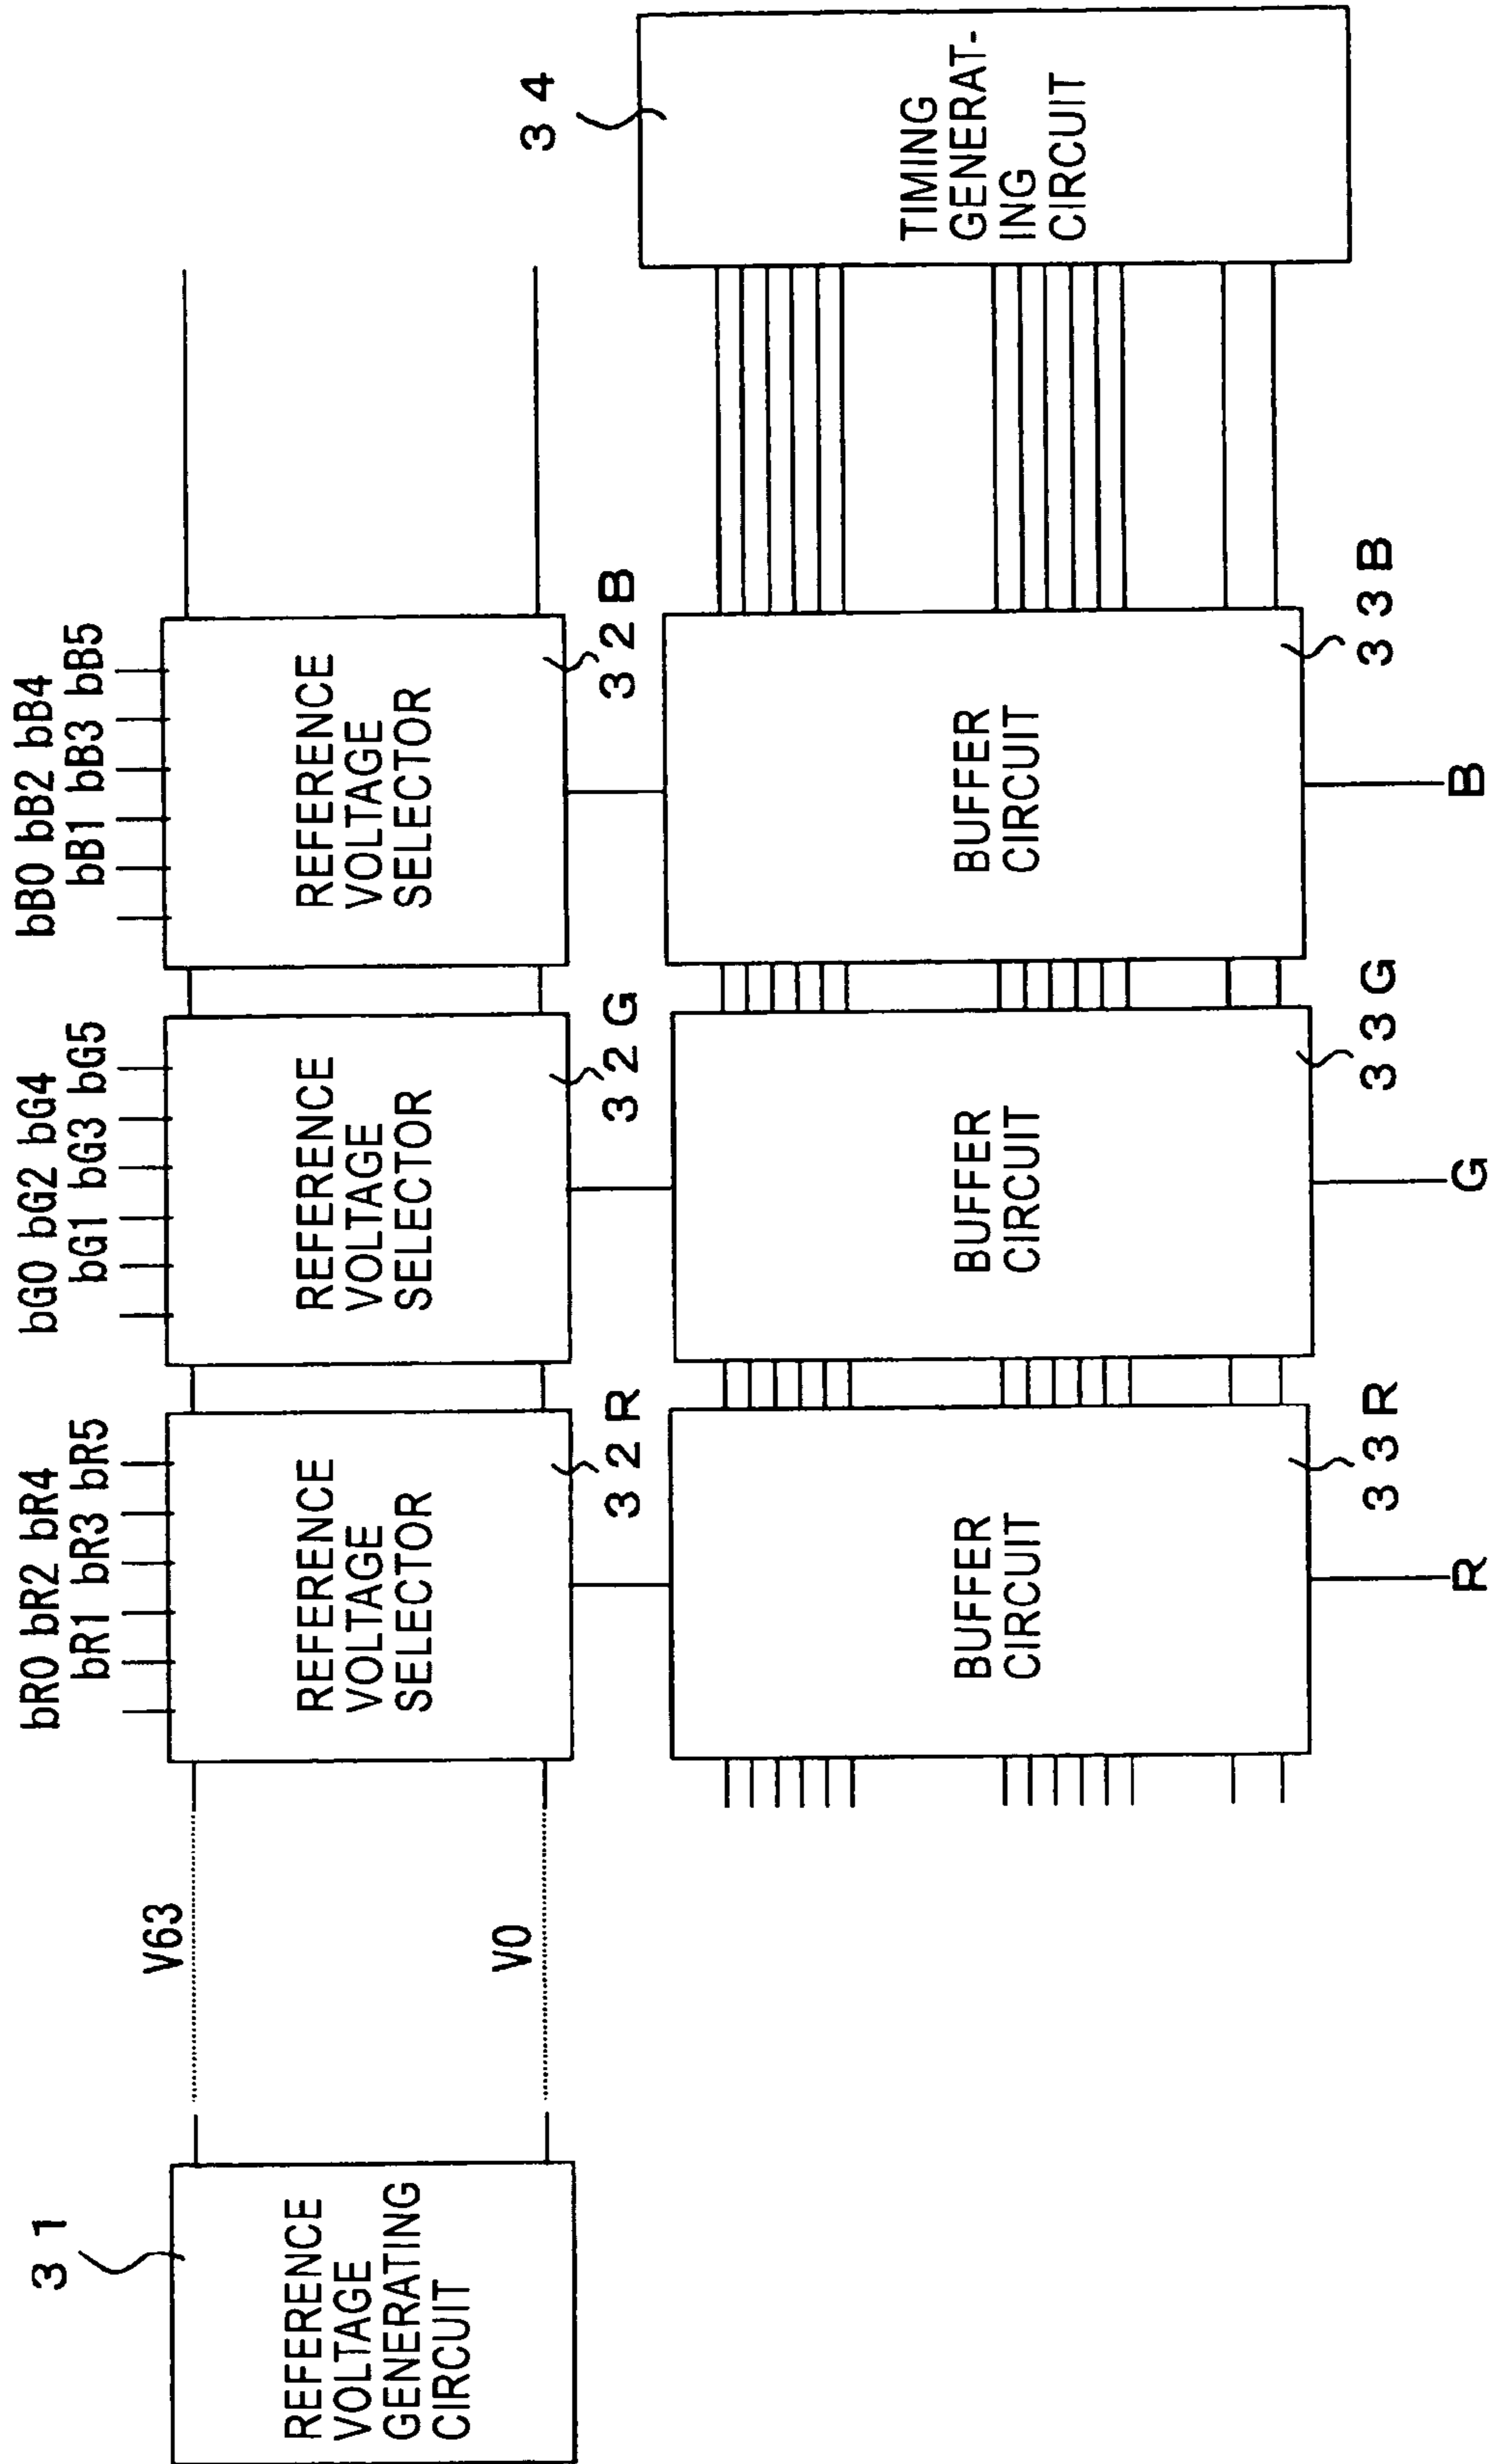 31
REFERENCE
VOLTAGE
GENERATING
CIRCUIT
V63
V0
bR0 bR2 bR4
bR1 bR3 bR5
REFERENCE
VOLTAGE
SELECTOR
32R
bG0 bG2 bG4
bG1 bG3 bG5
REFERENCE
VOLTAGE
SELECTOR
32G
bB0 bB2 bB4
bB1 bB3 bB5
REFERENCE
VOLTAGE
SELECTOR
32B
BUFFER
CIRCUIT
33R
R
BUFFER
CIRCUIT
33G
G
BUFFER
CIRCUIT
33B
B
34
TIMING
GENERAT-
ING
CIRCUIT